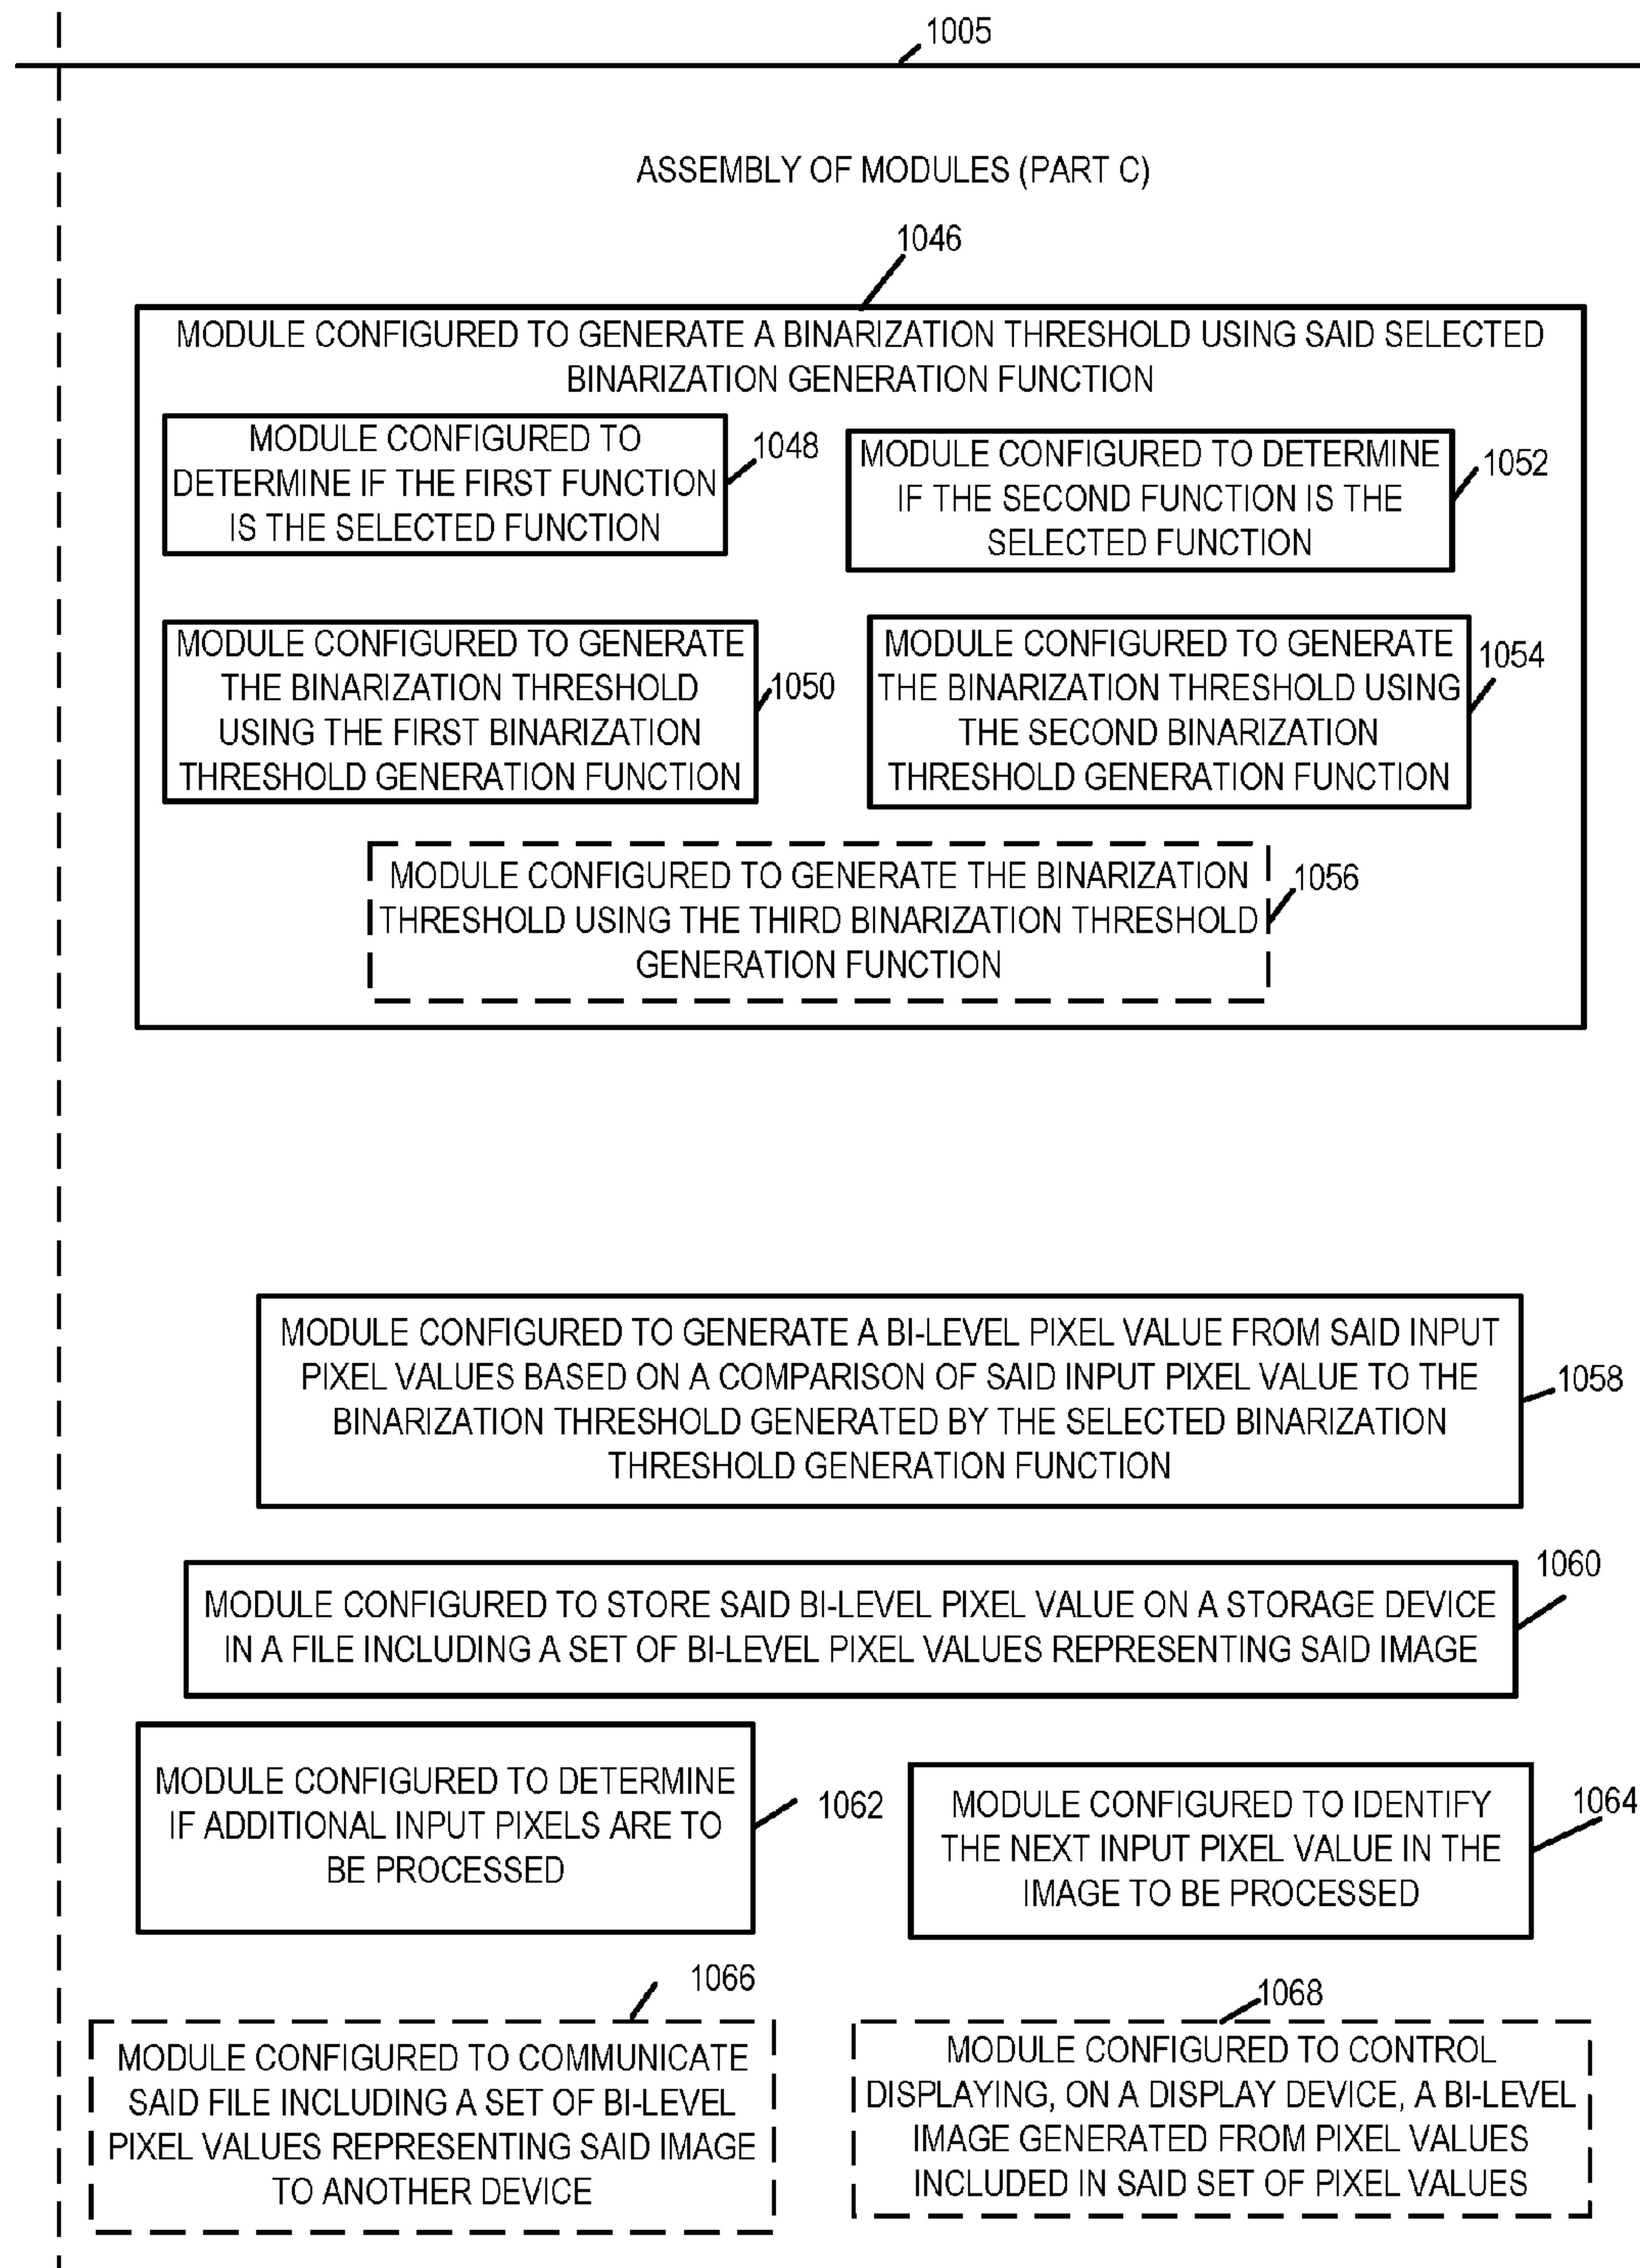 1005
ASSEMBLY OF MODULES (PART C)
1046
MODULE CONFIGURED TO GENERATE A BINARIZATION THRESHOLD USING SAID SELECTED
BINARIZATION GENERATION FUNCTION
MODULE CONFIGURED TO
DETERMINE IF THE FIRST FUNCTION
IS THE SELECTED FUNCTION
1048
MODULE CONFIGURED TO DETERMINE
IF THE SECOND FUNCTION IS THE
SELECTED FUNCTION
1052
MODULE CONFIGURED TO GENERATE
THE BINARIZATION THRESHOLD
USING THE FIRST BINARIZATION
THRESHOLD GENERATION FUNCTION
1050
MODULE CONFIGURED TO GENERATE
THE BINARIZATION THRESHOLD USING
THE SECOND BINARIZATION
THRESHOLD GENERATION FUNCTION
1054
MODULE CONFIGURED TO GENERATE THE BINARIZATION
THRESHOLD USING THE THIRD BINARIZATION THRESHOLD
GENERATION FUNCTION
1056
MODULE CONFIGURED TO GENERATE A BI-LEVEL PIXEL VALUE FROM SAID INPUT
PIXEL VALUES BASED ON A COMPARISON OF SAID INPUT PIXEL VALUE TO THE
BINARIZATION THRESHOLD GENERATED BY THE SELECTED BINARIZATION
THRESHOLD GENERATION FUNCTION
1058
MODULE CONFIGURED TO STORE SAID BI-LEVEL PIXEL VALUE ON A STORAGE DEVICE
IN A FILE INCLUDING A SET OF BI-LEVEL PIXEL VALUES REPRESENTING SAID IMAGE
1060
MODULE CONFIGURED TO DETERMINE
IF ADDITIONAL INPUT PIXELS ARE TO
BE PROCESSED
1062
MODULE CONFIGURED TO IDENTIFY
THE NEXT INPUT PIXEL VALUE IN THE
IMAGE TO BE PROCESSED
1064
1066
MODULE CONFIGURED TO COMMUNICATE
SAID FILE INCLUDING A SET OF BI-LEVEL
PIXEL VALUES REPRESENTING SAID IMAGE
TO ANOTHER DEVICE
1068
MODULE CONFIGURED TO CONTROL
DISPLAYING, ON A DISPLAY DEVICE, A BI-LEVEL
IMAGE GENERATED FROM PIXEL VALUES
INCLUDED IN SAID SET OF PIXEL VALUES